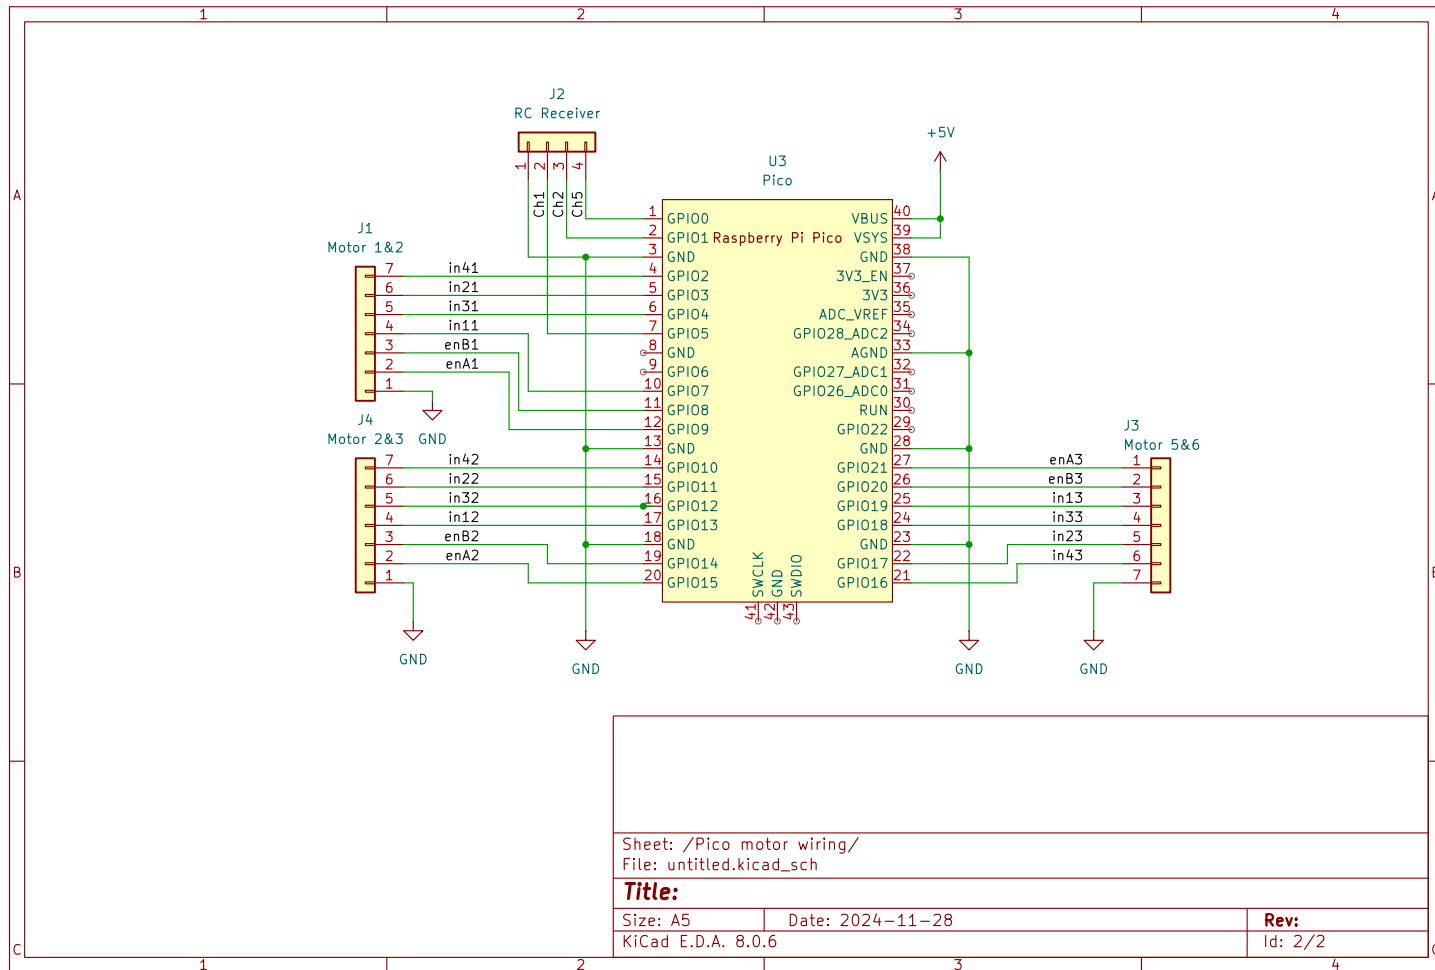 1 2 3 4
A
B
C
J2
RC Receiver
1 2 3 4
Ch1 Ch2 Ch5
+5V
U3
Pico
Raspberry Pi Pico
J1
Motor 1&2
7 in41
6 in21
5 in31
4 in11
3 enB1
2 enA1
1
GND
J4
Motor 2&3
7 in42
6 in22
5 in32
4 in12
3 enB2
2 enA2
1
GND
1 GPIO0
2 GPIO1
3 GND
4 GPIO2
5 GPIO3
6 GPIO4
7 GPIO5
8 GND
9 GPIO6
10 GPIO7
11 GPIO8
12 GPIO9
13 GND
14 GPIO10
15 GPIO11
16 GPIO12
17 GPIO13
18 GND
19 GPIO14
20 GPIO15
VBUS 40
VSYS 39
GND 38
3V3_EN 37
3V3 36
ADC_VREF 35
GPIO28_ADC2 34
AGND 33
GPIO27_ADC1 32
GPIO26_ADC0 31
RUN 30
GPIO22 29
GND 28
GPIO21 27
GPIO20 26
GPIO19 25
GPIO18 24
GND 23
GPIO17 22
GPIO16 21
SWCLK GND SWDIO
41 42 43
GND
GND
J3
Motor 5&6
enA3 1
enB3 2
in13 3
in33 4
in23 5
in43 6
7
GND
Sheet: /Pico motor wiring/
File: untitled.kicad_sch
Title:
Size: A5 Date: 2024-11-28 Rev:
KiCad E.D.A. 8.0.6 Id: 2/2
1 2 3 4